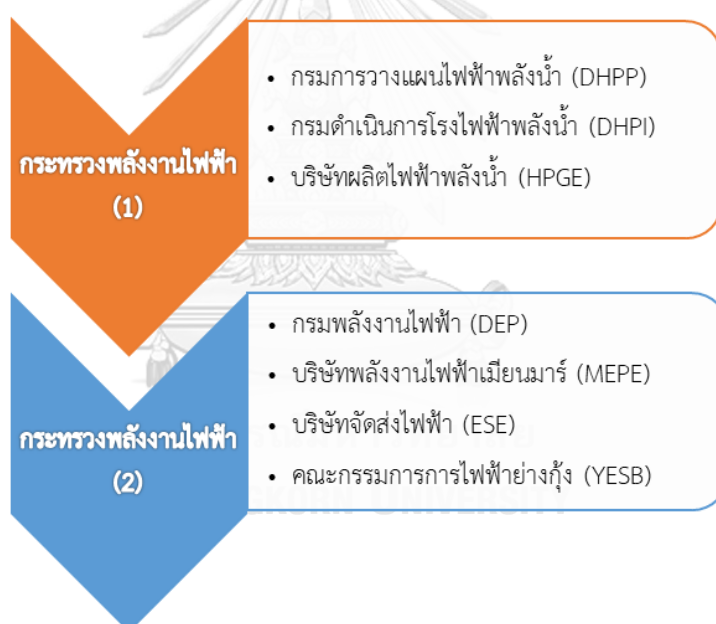 กระทรวงพลังงานไฟฟ้า
(1)
• กรมการวางแผนไฟฟ้าพลังน้ำ (DHPP)
• กรมดำเนินการโรงไฟฟ้าพลังน้ำ (DHPI)
• บริษัทผลิตไฟฟ้าพลังน้ำ (HPGE)
กระทรวงพลังงานไฟฟ้า
(2)
• กรมพลังงานไฟฟ้า (DEP)
• บริษัทพลังงานไฟฟ้าเมียนมาร์ (MEPE)
• บริษัทจัดส่งไฟฟ้า (ESE)
• คณะกรรมการการไฟฟ้าย่างกุ้ง (YESB)
UNIVERSITY